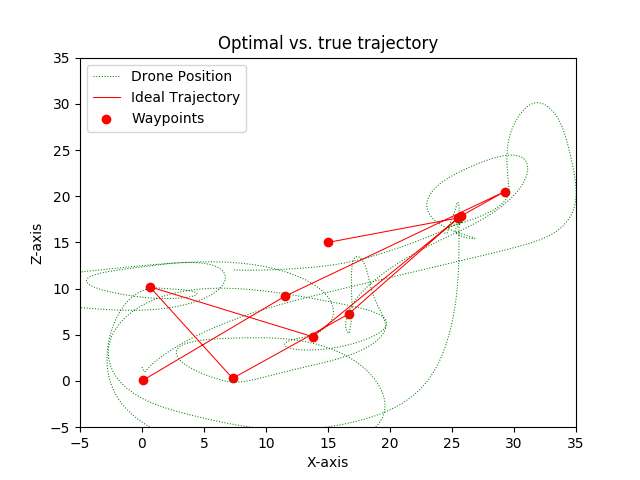 Optimal vs. true trajectory
Drone Position
Ideal Trajectory
Waypoints
35
30
25
20
15
10
5
0
−5
Z-axis
−5 0 5 10 15 20 25 30 35
X-axis